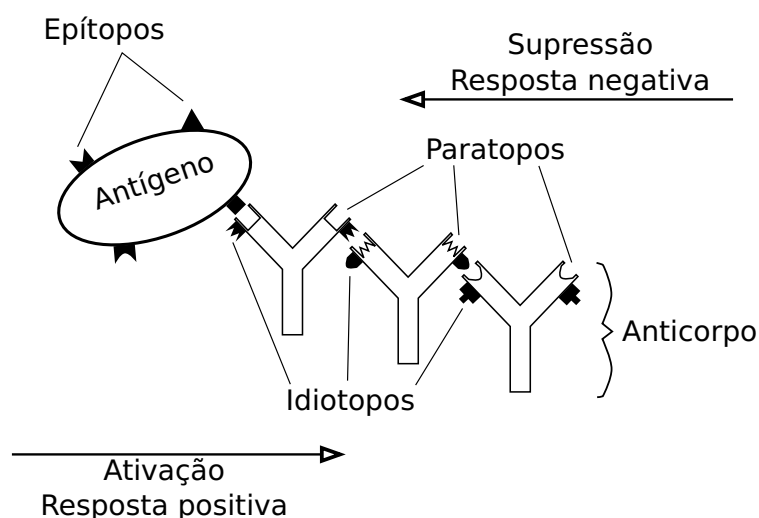 Epítopos
Supressão
Resposta negativa
Paratopos
Antígeno
Anticorpo
Idiotopos
Ativação
Resposta positiva